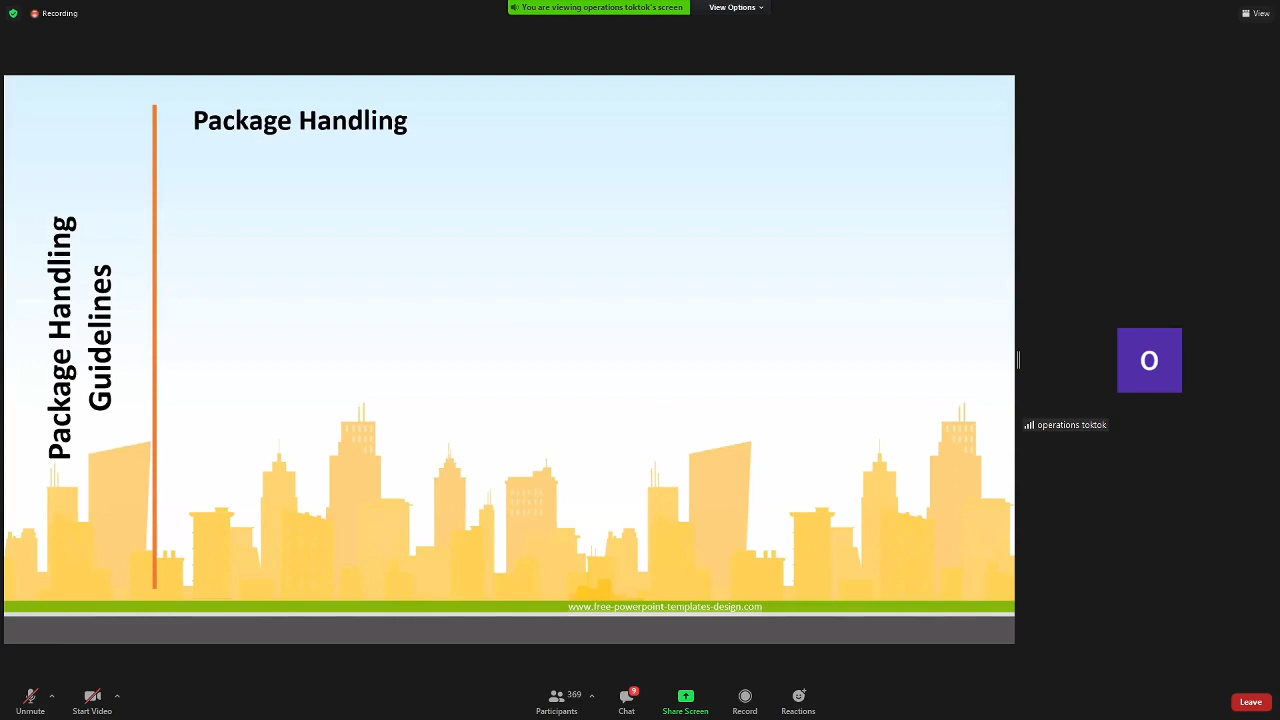 Recording
You are viewing operations toktok's screen
View Options
View
Package Handling
Package Handling
Guidelines
O
operations toktok
www.free-powerpoint-templates-design.com
Unmute
Start Video
369
Participants
9
Chat
Share Screen
Record
Reactions
Leave